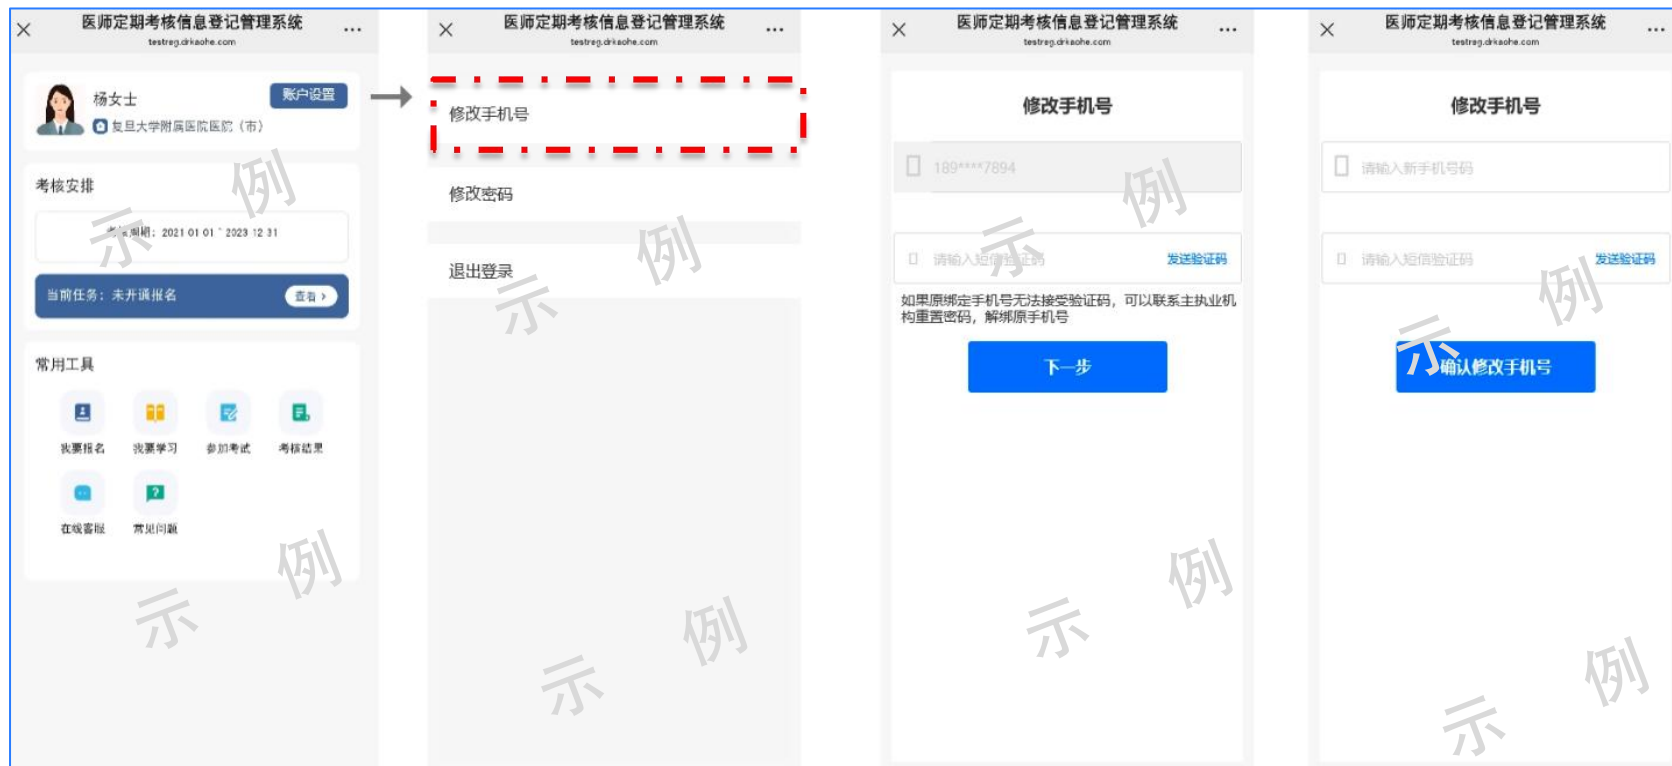 医师定期考核信息登记管理系统
testreg.drkaohe.com
杨女士
账户设置
复旦大学附属医院医院（市）
考核安排
考核周期：2021 01 01 ~ 2023 12 31
当前任务：未开通报名
查看 >
常用工具
我要报名 我要学习 参加考试 考核结果
在线客服 常见问题
示 例
示 例
医师定期考核信息登记管理系统
testreg.drkaohe.com
修改手机号
修改密码
退出登录
示 例
示 例
医师定期考核信息登记管理系统
testreg.drkaohe.com
修改手机号
189****7894
请输入短信验证码 发送验证码
如果原绑定手机号无法接受验证码，可以联系主执业机
构重置密码，解绑原手机号
下一步
示 例
示 例
医师定期考核信息登记管理系统
testreg.drkaohe.com
修改手机号
请输入新手机号码
请输入短信验证码 发送验证码
确认修改手机号
示 例
示 例